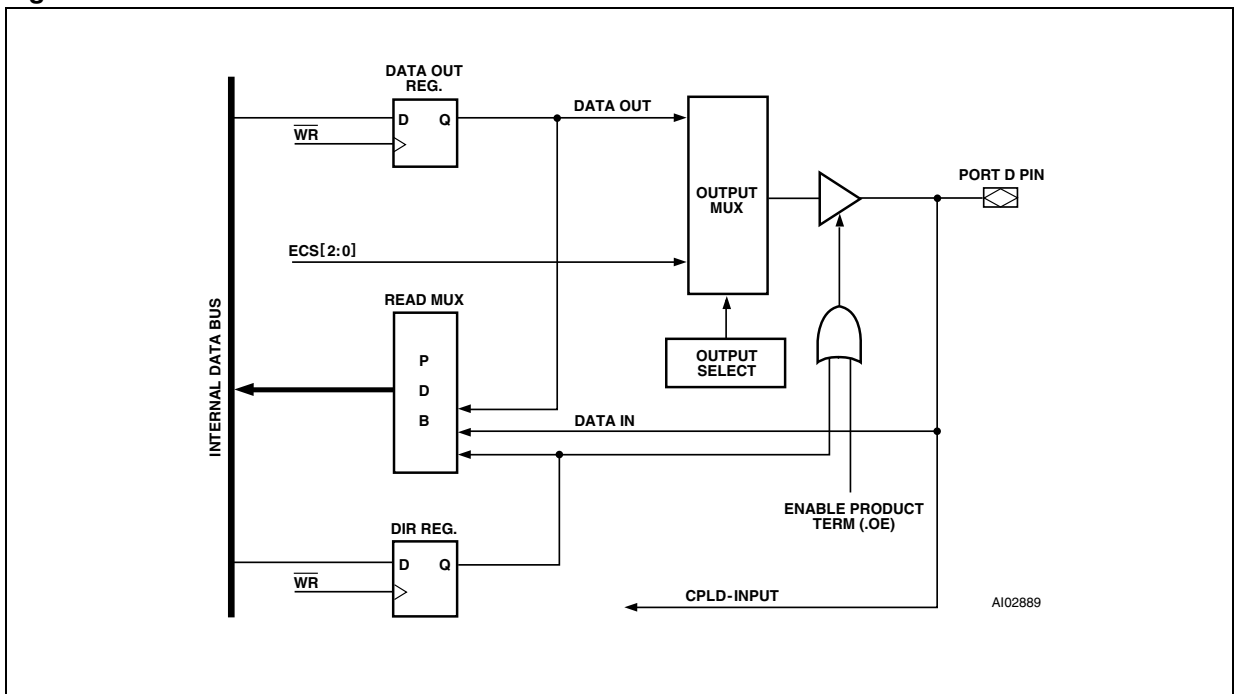 DATA OUT
REG.
D Q
WR
DATA OUT
OUTPUT
MUX
PORT D PIN
ECS[2:0]
READ MUX
P
D
B
OUTPUT
SELECT
INTERNAL DATA BUS
DATA IN
ENABLE PRODUCT
TERM (.OE)
DIR REG.
D Q
WR
CPLD-INPUT
AI02889